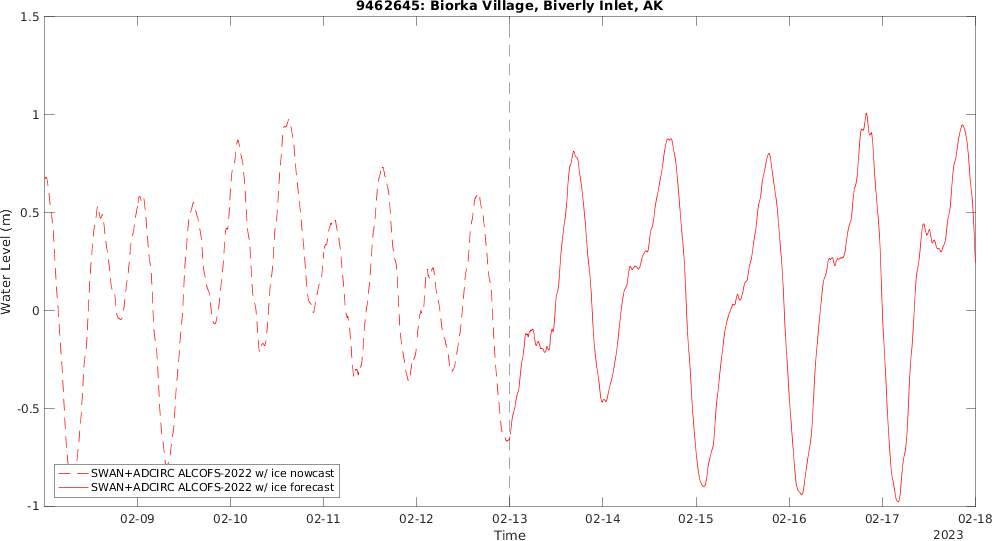 9462645: Biorka Village, Biverly Inlet, AK
1.5
1
0.5
0
-0.5
-1
Water Level (m)
SWAN+ADCIRC ALCOFS-2022 w/ ice nowcast
SWAN+ADCIRC ALCOFS-2022 w/ ice forecast
02-09 02-10 02-11 02-12 02-13 02-14 02-15 02-16 02-17 02-18
Time
2023